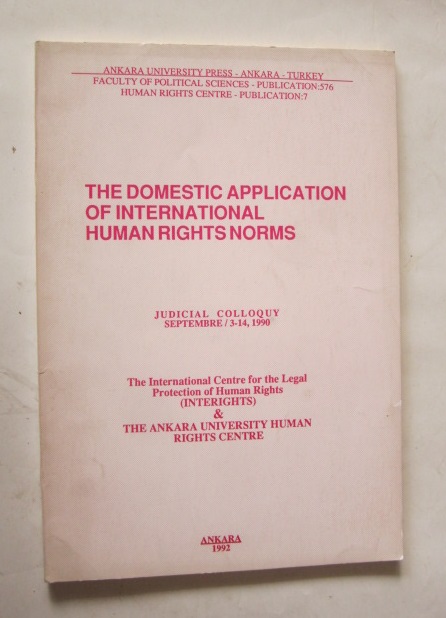 ANKARA UNIVERSITY PRESS - ANKARA - TURKEY
FACULTY OF POLITICAL SCIENCES - PUBLICATION:576
HUMAN RIGHTS CENTRE - PUBLICATION:7
THE DOMESTIC APPLICATION
OF INTERNATIONAL
HUMAN RIGHTS NORMS
JUDICIAL COLLOQUY
SEPTEMBRE / 3-14, 1990
The International Centre for the Legal
Protection of Human Rights
(INTERIGHTS)
&
THE ANKARA UNIVERSITY HUMAN
RIGHTS CENTRE
ANKARA
1992